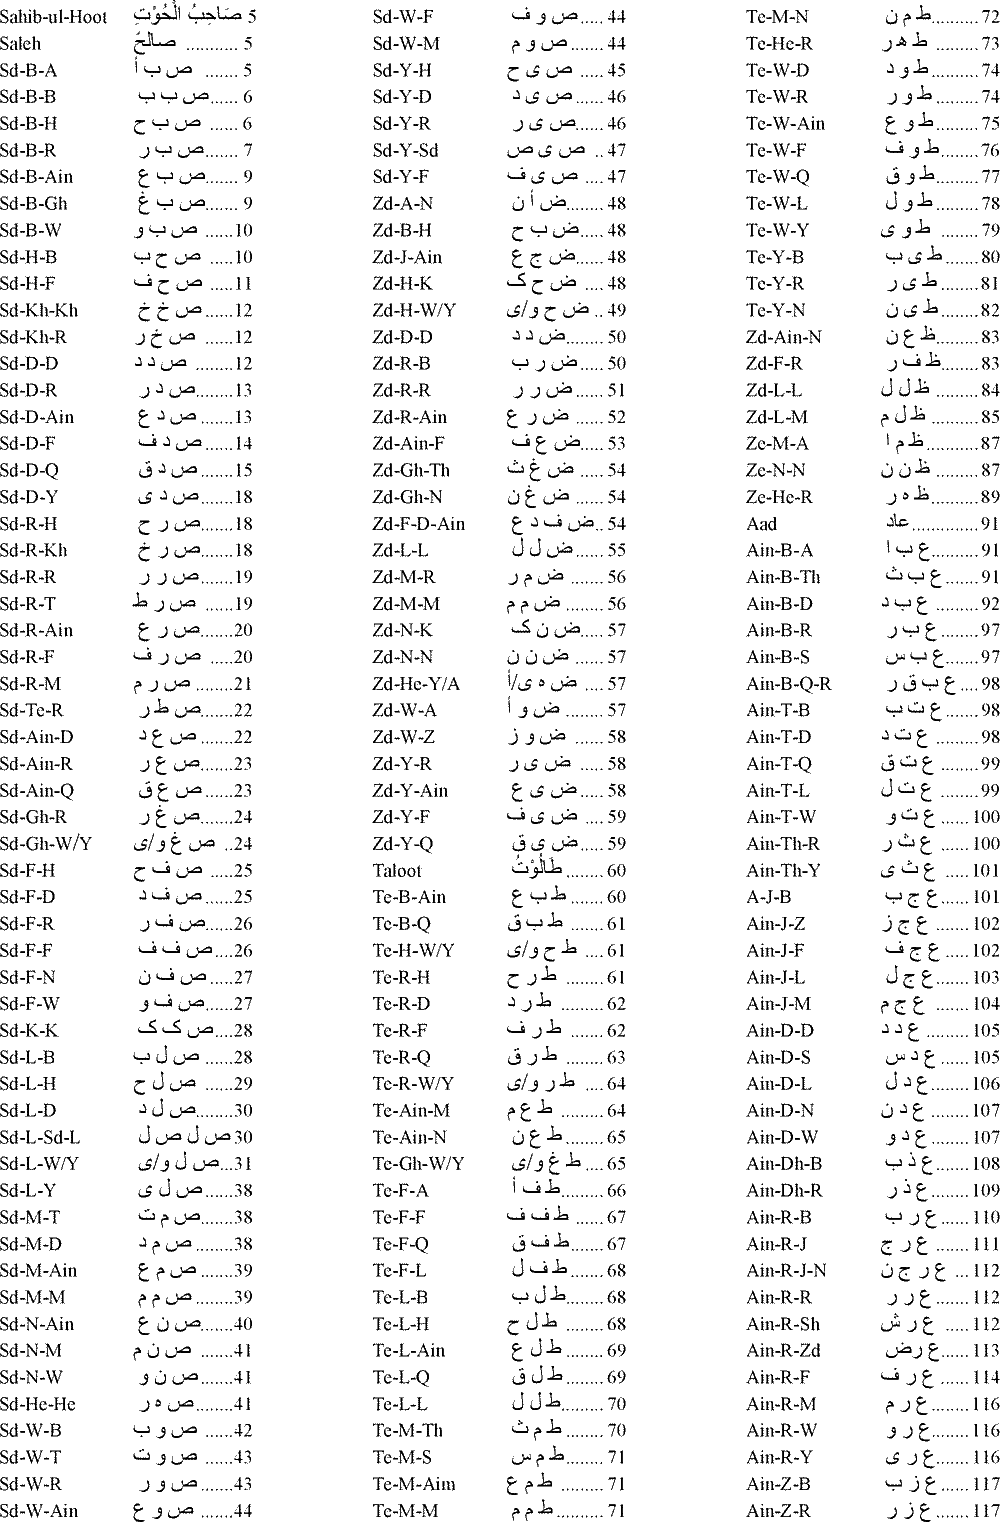 Sahib-ul-Hoot صَاحِبُ الْحُوْتِ 5
Saleh صالحٌ ........... 5
Sd-B-A ص ب أ ....... 5
Sd-B-B ص ب ب...... 6
Sd-B-H ص ب ح ...... 6
Sd-B-R ص ب ر....... 7
Sd-B-Ain ص ب ع....... 9
Sd-B-Gh ص ب غ....... 9
Sd-B-W ص ب و .......10
Sd-H-B ص ح ب ......10
Sd-H-F ص ح ف ......11
Sd-Kh-Kh ص خ خ .......12
Sd-Kh-R ص خ ر ........12
Sd-D-D ص د د ........12
Sd-D-R ص د ر........13
Sd-D-Ain ص د ع.......13
Sd-D-F ص د ف.......14
Sd-D-Q ص د ق.......15
Sd-D-Y ص د ى.......18
Sd-R-H ص ر ح.......18
Sd-R-Kh ص ر خ.......18
Sd-R-R ص ر ر.......19
Sd-R-T ص ر ط.......19
Sd-R-Ain ص ر ع.......20
Sd-R-F ص ر ف .....20
Sd-R-M ص ر م .......21
Sd-Te-R ص ط ر.......22
Sd-Ain-D ص ع د .......22
Sd-Ain-R ص ع ر.......23
Sd-Ain-Q ص ع ق.......23
Sd-Gh-R ص غ ر.......24
Sd-Gh-W/Y ص غ و/ى ..24
Sd-F-H ص ف ح ......25
Sd-F-D ص ف د.......25
Sd-F-R ص ف ر .......26
Sd-F-F ص ف ف....26
Sd-F-N ص ف ن......27
Sd-F-W ص ف و......27
Sd-K-K ص ک ک....28
Sd-L-B ص ل ب ......28
Sd-L-H ص ل ح ......29
Sd-L-D ص ل د.......30
Sd-L-Sd-L ص ل ص ل 30
Sd-L-W/Y ص ل و/ى...31
Sd-L-Y ص ل ى......38
Sd-M-T ص م ت.......38
Sd-M-D ص م د........38
Sd-M-Ain ص م ع.......39
Sd-M-M ص م م........39
Sd-N-Ain ص ن ع.......40
Sd-N-M ص ن م ......41
Sd-N-W ص ن و.......41
Sd-He-He ص ه ر.......41
Sd-W-B ص و ب......42
Sd-W-T ص و ت......43
Sd-W-R ص و ر.......43
Sd-W-Ain ص و ع.......44
Sd-W-F ص و ف ..... 44
Sd-W-M ص و م ...... 44
Sd-Y-H ص ى ح ..... 45
Sd-Y-D ص ى د ..... 46
Sd-Y-R ص ى ر..... 46
Sd-Y-Sd ص ى ص .. 47
Sd-Y-F ص ى ف .... 47
Zd-A-N ض أ ن........ 48
Zd-B-H ض ب ح..... 48
Zd-J-Ain ض ج ع...... 48
Zd-H-K ض ح ک .... 48
Zd-H-W/Y ض ح و/ى .. 49
Zd-D-D ض د د........ 50
Zd-R-B ض ر ب ..... 50
Zd-R-R ض ر ر ...... 51
Zd-R-Ain ض ر ع ...... 52
Zd-Ain-F ض ع ف ..... 53
Zd-Gh-Th ض غ ث ..... 54
Zd-Gh-N ض غ ن ...... 54
Zd-F-D-Ain ض ف د ع.. 54
Zd-L-L ض ل ل...... 55
Zd-M-R ض م ر ....... 56
Zd-M-M ض م م ........ 56
Zd-N-K ض ن ک..... 57
Zd-N-N ض ن ن ...... 57
Zd-He-Y/A ض ه ى/أ .... 57
Zd-W-A ض و أ ........ 57
Zd-W-Z ض و ز ...... 58
Zd-Y-R ض ى ر ..... 58
Zd-Y-Ain ض ى ع ..... 58
Zd-Y-F ض ى ف ..... 59
Zd-Y-Q ض ى ق..... 59
Taloot طَالُوْتُ ......... 60
Te-B-Ain ط ب ع ....... 60
Te-B-Q ط ب ق ....... 61
Te-H-W/Y ط ح و/ى .... 61
Te-R-H ط ر ح ........ 61
Te-R-D ط ر د ......... 62
Te-R-F ط ر ف ....... 62
Te-R-Q ط ر ق ........ 63
Te-R-W/Y ط ر و/ى .... 64
Te-Ain-M ط ع م ........ 64
Te-Ain-N ط ع ن........ 65
Te-Gh-W/Y ط غ و/ى .... 65
Te-F-A ط ف أ ......... 66
Te-F-F ط ف ف ...... 67
Te-F-Q ط ف ق....... 67
Te-F-L ط ف ل....... 68
Te-L-B ط ل ب....... 68
Te-L-H ط ل ح ....... 68
Te-L-Ain ط ل ع ....... 69
Te-L-Q ط ل ق........ 69
Te-L-L ط ل ل........ 70
Te-M-Th ط م ث ....... 70
Te-M-S ط م س ....... 71
Te-M-Aim ط م ع ........ 71
Te-M-M ط م م.......... 71
Te-M-N ط م ن.........72
Te-He-R ط ه ر.........73
Te-W-D ط و د..........74
Te-W-R ط و ر .........74
Te-W-Ain ط و ع.........75
Te-W-F ط و ف........76
Te-W-Q ط و ق.........77
Te-W-L ط و ل.........78
Te-W-Y ط و ى ........79
Te-Y-B ط ى ب.......80
Te-Y-R ط ى ر ........81
Te-Y-N ط ى ن........82
Zd-Ain-N ظ ع ن........83
Zd-F-R ظ ف ر........83
Zd-L-L ظ ل ل .......84
Zd-L-M ظ ل م ........85
Ze-M-A ظ م ا..........87
Ze-N-N ظ ن ن........87
Ze-He-R ظ ه ر ........89
Aad عاد .............91
Ain-B-A ع ب ا..........91
Ain-B-Th ع ب ث.......91
Ain-B-D ع ب د ........92
Ain-B-R ع ب ر .........97
Ain-B-S ع ب س.......97
Ain-B-Q-R ع ب ق ر ...98
Ain-T-B ع ت ب ......98
Ain-T-D ع ت د .......98
Ain-T-Q ع ت ق .......99
Ain-T-L ع ت ل .......99
Ain-T-W ع ت و.......100
Ain-Th-R ع ث ر .......100
Ain-Th-Y ع ث ى .....101
A-J-B ع ج ب......101
Ain-J-Z ع ج ز .......102
Ain-J-F ع ج ف .....102
Ain-J-L ع ج ل......103
Ain-J-M ع ج م ......104
Ain-D-D ع د د ........105
Ain-D-S ع د س ......105
Ain-D-L ع د ل .......106
Ain-D-N ع د ن .......107
Ain-D-W ع د و........107
Ain-Dh-B ع ذ ب ......108
Ain-Dh-R ع ذ ر........109
Ain-R-B ع ر ب ......110
Ain-R-J ع ر ج .......111
Ain-R-J-N ع ر ج ن ...112
Ain-R-R ع ر ر ........112
Ain-R-Sh ع ر ش ......112
Ain-R-Zd ع ر ض......113
Ain-R-F ع ر ف ......114
Ain-R-M ع ر م ........116
Ain-R-W ع ر و........116
Ain-R-Y ع ر ى ......116
Ain-Z-B ع ز ب ......117
Ain-Z-R ع ز ر ........117